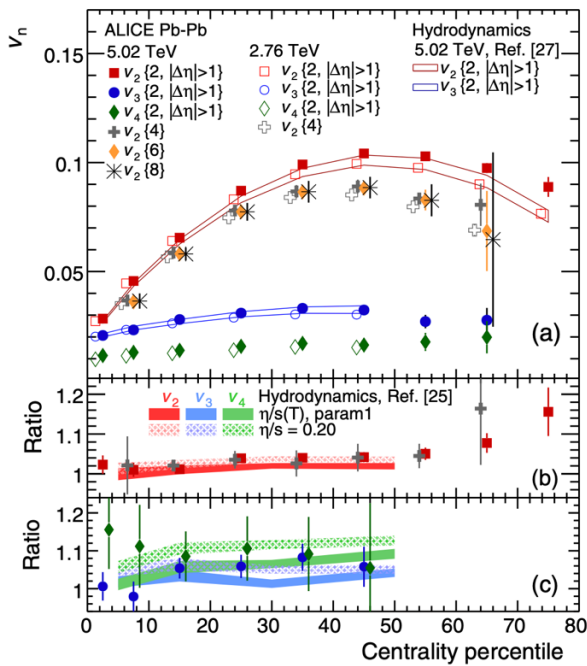 v_n
0.15
0.1
0.05
ALICE Pb-Pb
5.02 TeV
v₂{2, |Δη|>1}
v₃{2, |Δη|>1}
v₄{2, |Δη|>1}
v₂{4}
v₂{6}
v₂{8}
2.76 TeV
v₂{2, |Δη|>1}
v₃{2, |Δη|>1}
v₄{2, |Δη|>1}
v₂{4}
Hydrodynamics
5.02 TeV, Ref. [27]
v₂{2, |Δη|>1}
v₃{2, |Δη|>1}
(a)
Ratio
1.2
1.1
1
v₂ v₃ v₄ Hydrodynamics, Ref. [25]
η/s(T), param1
η/s = 0.20
(b)
Ratio
1.2
1.1
1
(c)
0 10 20 30 40 50 60 70 80
Centrality percentile